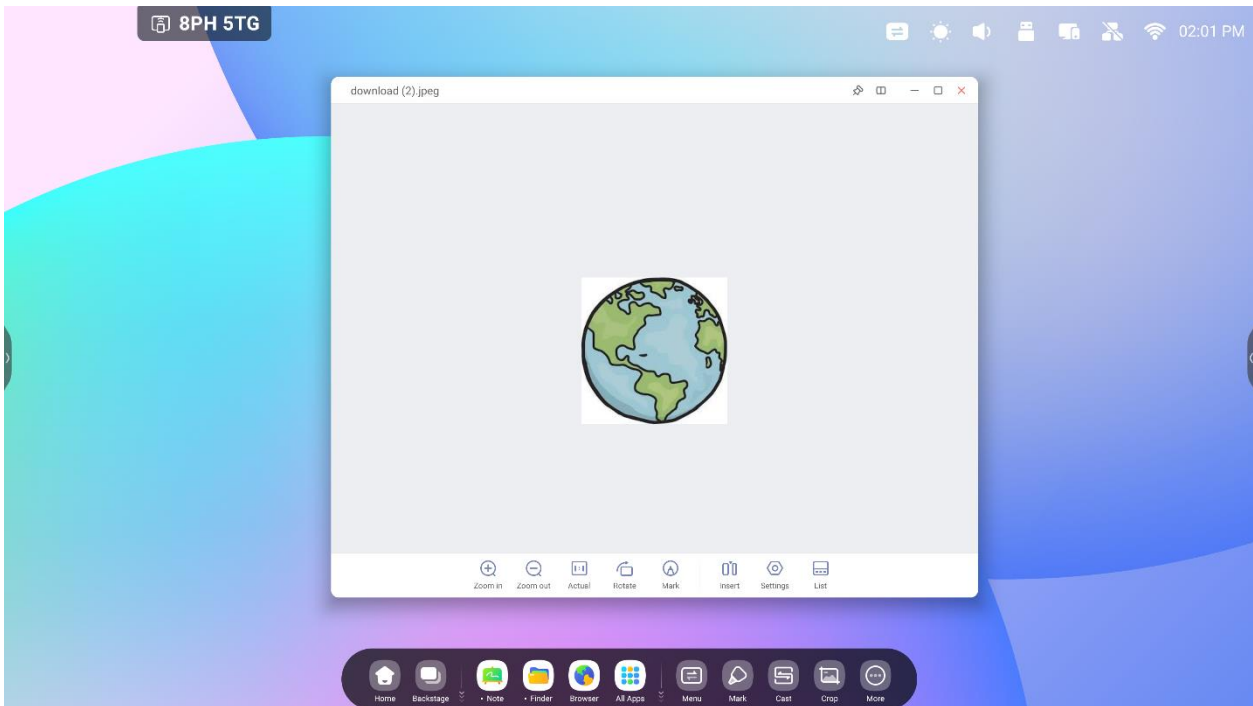 8PH 5TG
02:01 PM
download (2).jpeg
Zoom in Zoom out Actual Rotate Mark Insert Settings List
Home Backstage • Note • Finder Browser All Apps Menu Mark Cast Crop More